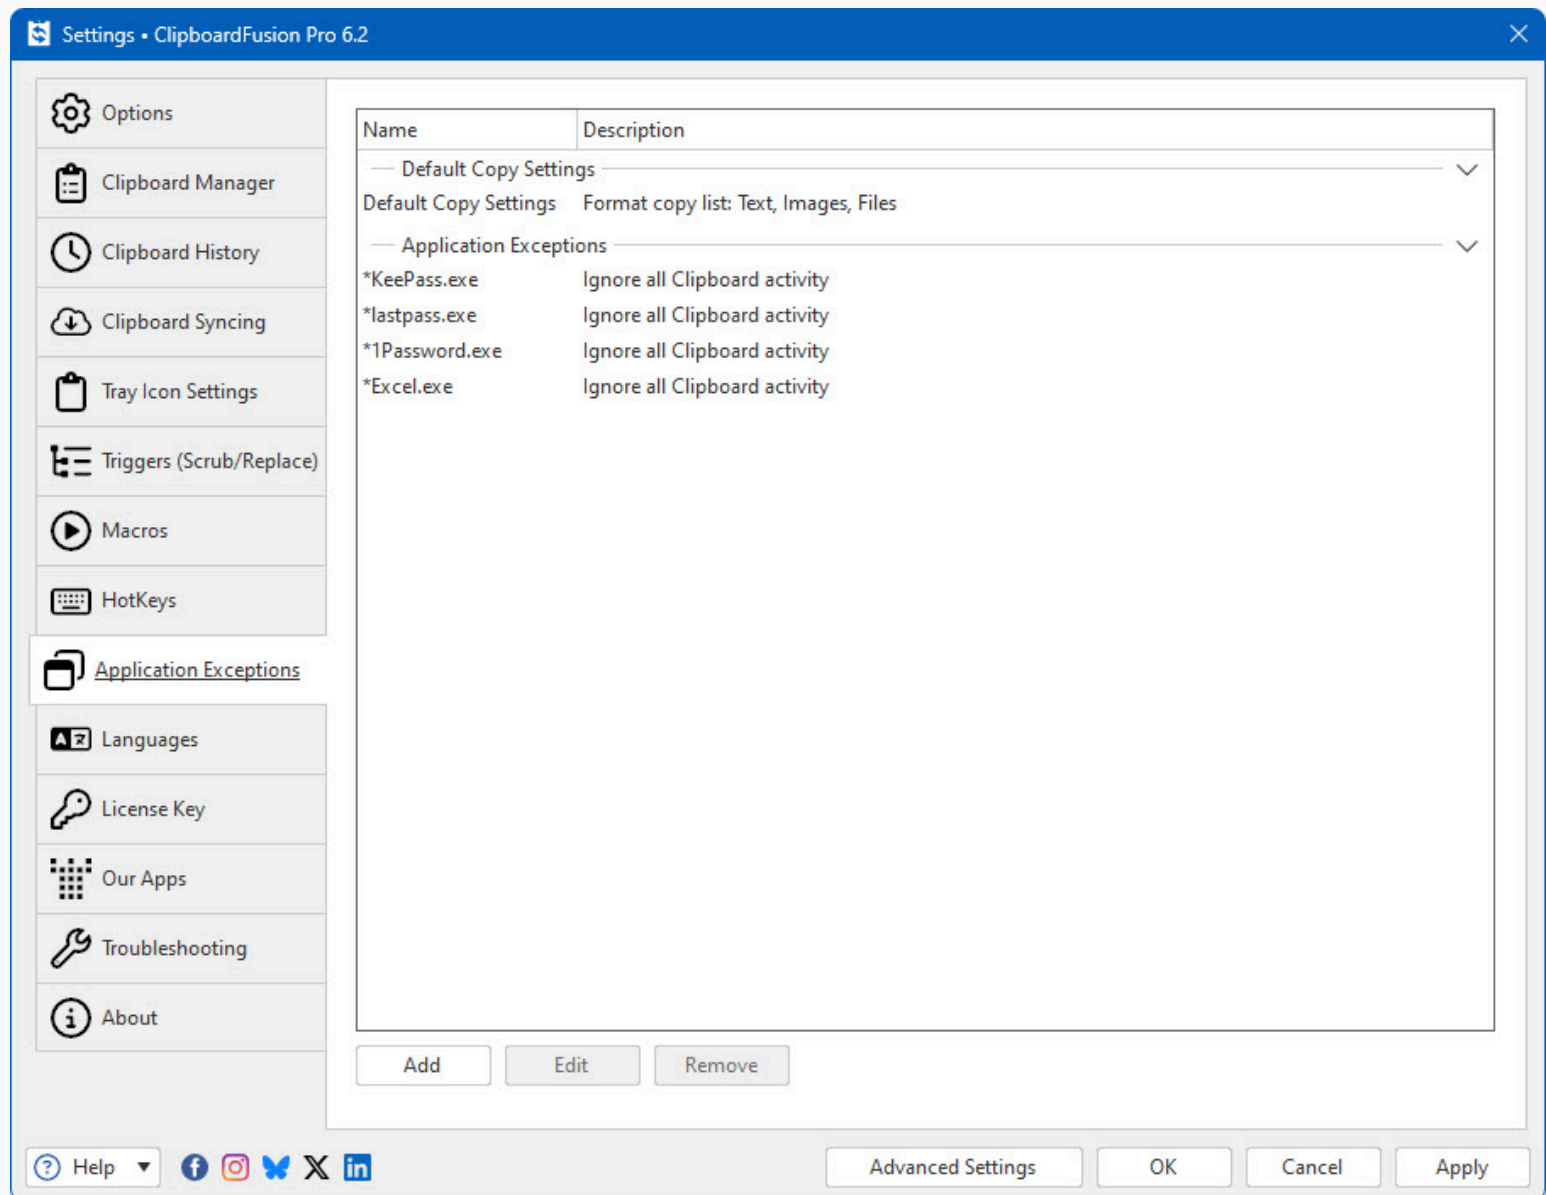 Settings • ClipboardFusion Pro 6.2
Options
Clipboard Manager
Clipboard History
Clipboard Syncing
Tray Icon Settings
Triggers (Scrub/Replace)
Macros
HotKeys
Application Exceptions
Languages
License Key
Our Apps
Troubleshooting
About
Name Description
Default Copy Settings
Default Copy Settings Format copy list: Text, Images, Files
Application Exceptions
*KeePass.exe Ignore all Clipboard activity
*lastpass.exe Ignore all Clipboard activity
*1Password.exe Ignore all Clipboard activity
*Excel.exe Ignore all Clipboard activity
Add Edit Remove
Help Advanced Settings OK Cancel Apply